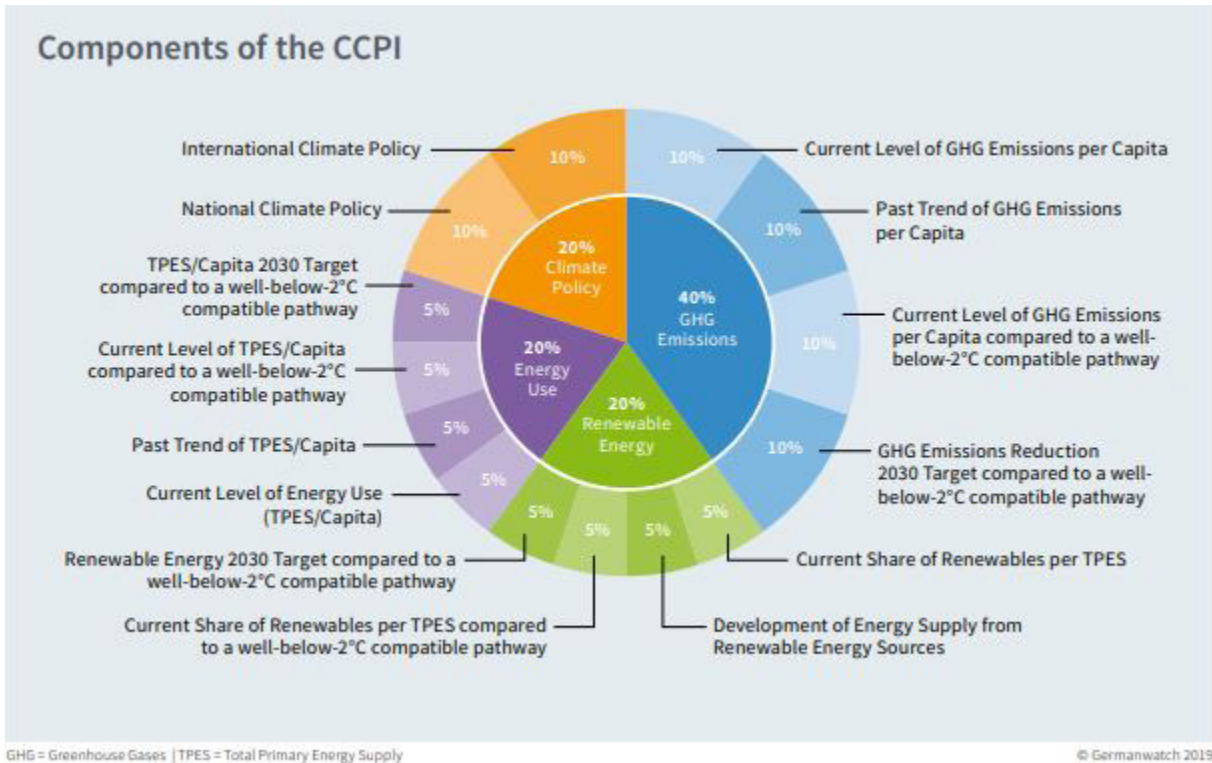 Components of the CCPI
International Climate Policy
10%
National Climate Policy
10%
TPES/Capita 2030 Target
compared to a well-below-2°C
compatible pathway
5%
Current Level of TPES/Capita
compared to a well-below-2°C
compatible pathway
5%
Past Trend of TPES/Capita
5%
Current Level of Energy Use
(TPES/Capita)
5%
Renewable Energy 2030 Target compared to a
well-below-2°C compatible pathway
5%
Current Share of Renewables per TPES compared
to a well-below-2°C compatible pathway
5%
20%
Climate
Policy
20%
Energy
Use
20%
Renewable
Energy
40%
GHG
Emissions
10%
Current Level of GHG Emissions per Capita
10%
Past Trend of GHG Emissions
per Capita
10%
Current Level of GHG Emissions
per Capita compared to a well-
below-2°C compatible pathway
10%
GHG Emissions Reduction
2030 Target compared to a well-
below-2°C compatible pathway
5%
Current Share of Renewables per TPES
5%
Development of Energy Supply from
Renewable Energy Sources
GHG = Greenhouse Gases | TPES = Total Primary Energy Supply
© Germanwatch 2019